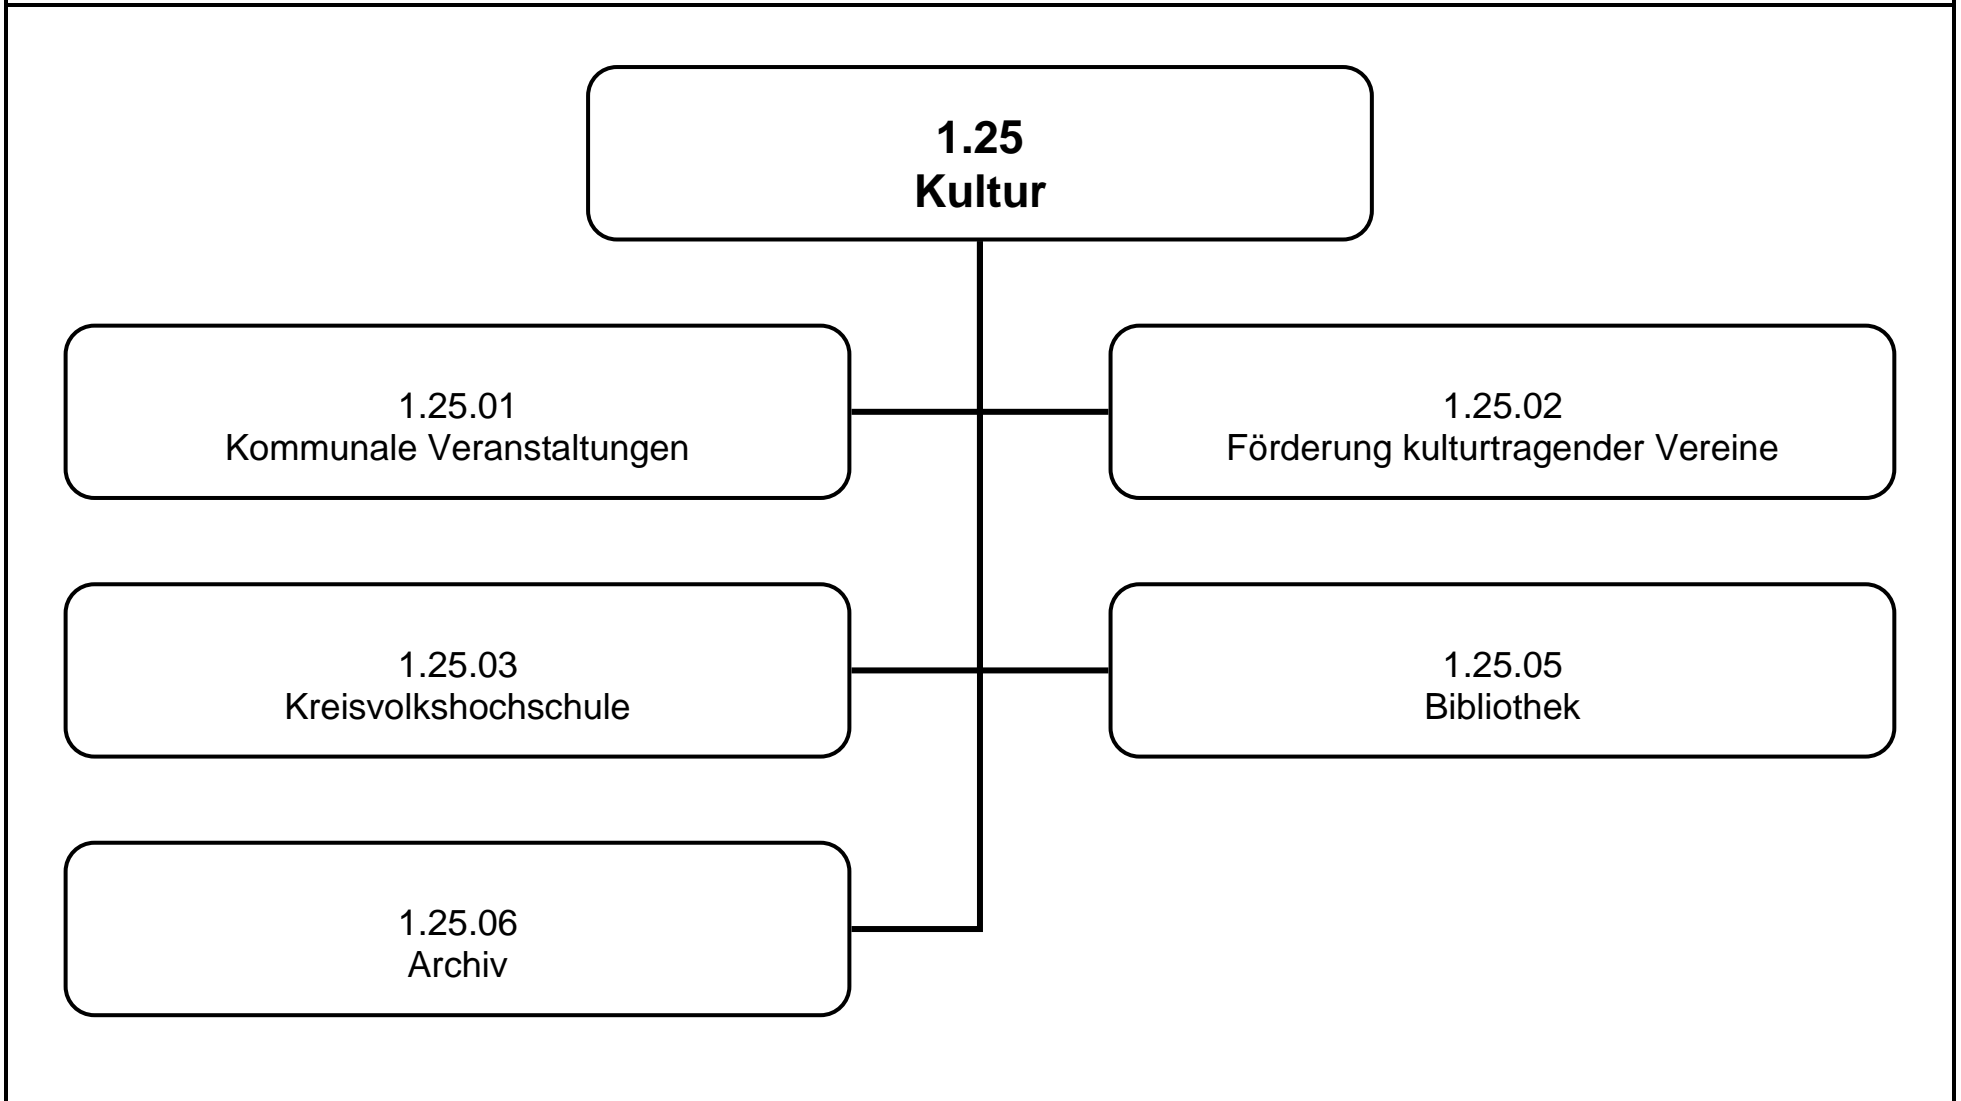 1.25
Kultur
1.25.01
Kommunale Veranstaltungen
1.25.02
Förderung kulturtragender Vereine
1.25.03
Kreisvolkshochschule
1.25.05
Bibliothek
1.25.06
Archiv